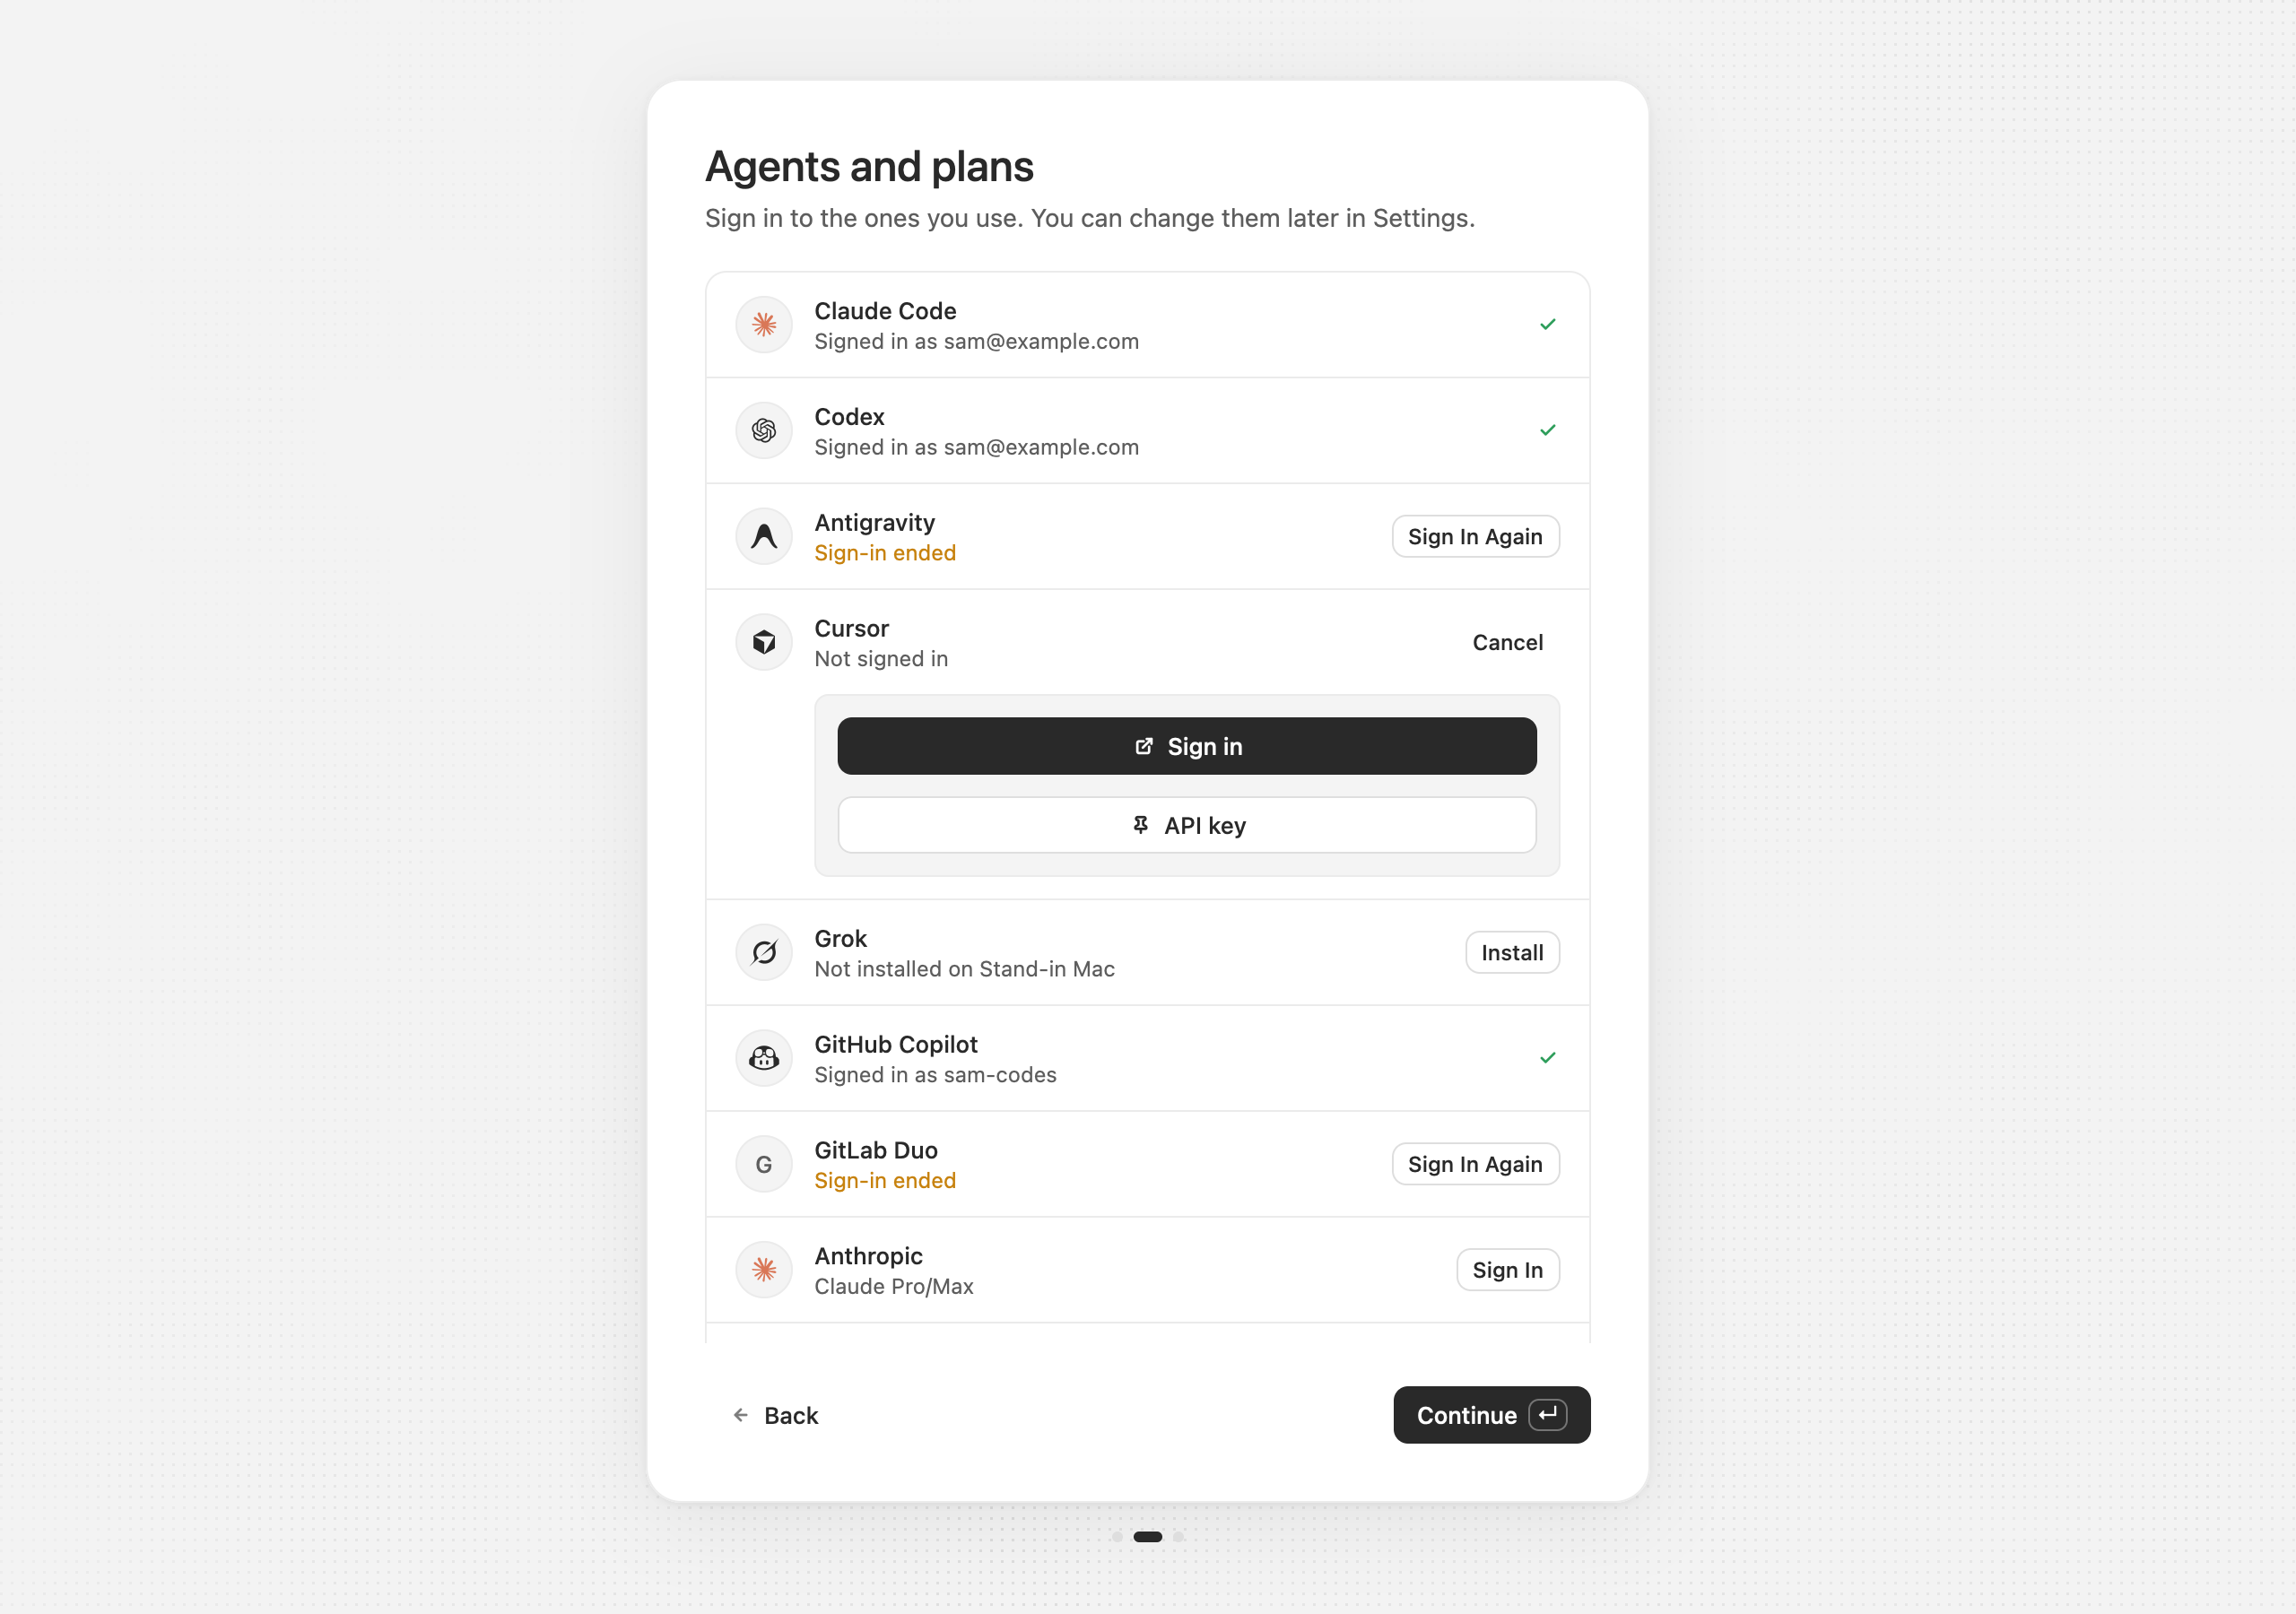 Agents and plans
Sign in to the ones you use. You can change them later in Settings.
Claude Code
Signed in as sam@example.com
Codex
Signed in as sam@example.com
Antigravity
Sign-in ended
Sign In Again
Cursor
Not signed in
Cancel
Sign in
API key
Grok
Not installed on Stand-in Mac
Install
GitHub Copilot
Signed in as sam-codes
G
GitLab Duo
Sign-in ended
Sign In Again
Anthropic
Claude Pro/Max
Sign In
Back
Continue